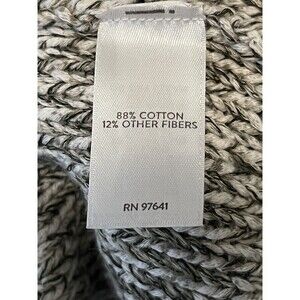 88% COTTON
12% OTHER FIBERS
RN 97641